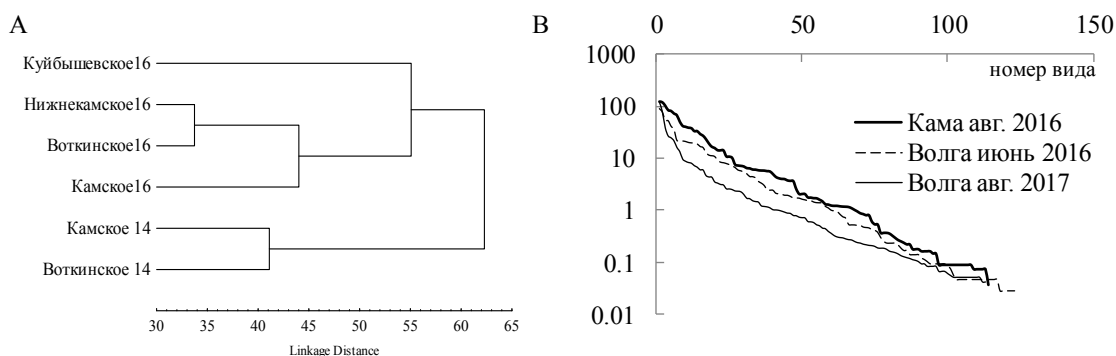 A
Куйбышевское16
Нижнекамское16
Воткинское16
Камское16
Камское 14
Воткинское 14
30 35 40 45 50 55 60 65
Linkage Distance
B
0 50 100 150
номер вида
1000
100
10
1
0.1
0.01
Кама авг. 2016
Волга июнь 2016
Волга авг. 2017